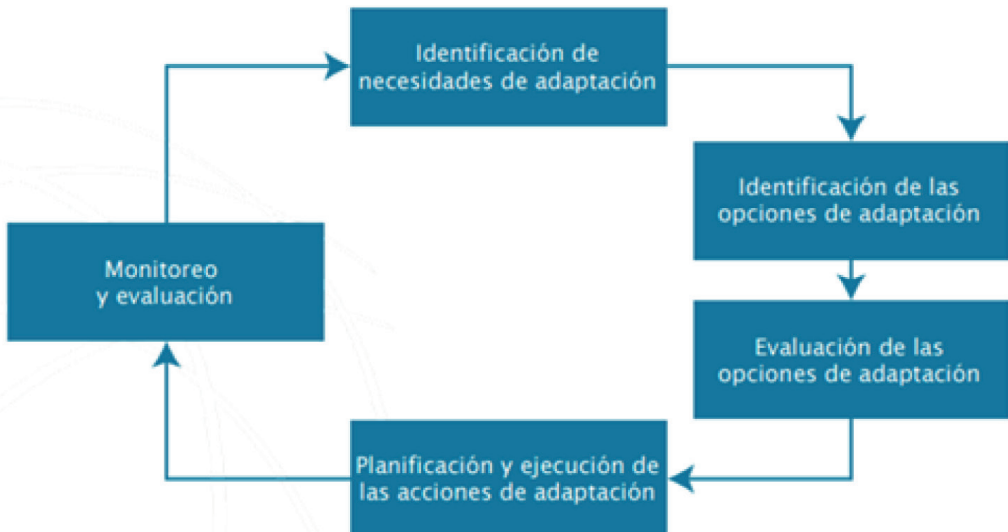 Identificación de
necesidades de adaptación
Identificación de las
opciones de adaptación
Evaluación de las
opciones de adaptación
Planificación y ejecución de
las acciones de adaptación
Monitoreo
y evaluación